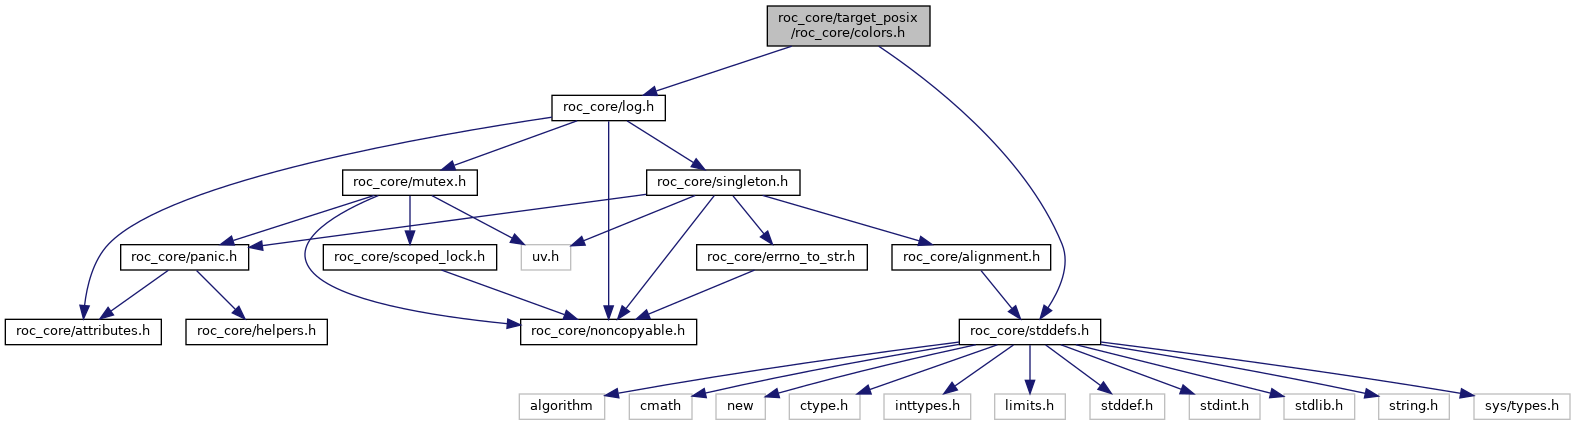 roc_core/target_posix
/roc_core/colors.h
roc_core/log.h
roc_core/mutex.h
roc_core/singleton.h
roc_core/panic.h
roc_core/scoped_lock.h
uv.h
roc_core/errno_to_str.h
roc_core/alignment.h
roc_core/attributes.h
roc_core/helpers.h
roc_core/noncopyable.h
roc_core/stddefs.h
algorithm
cmath
new
ctype.h
inttypes.h
limits.h
stddef.h
stdint.h
stdlib.h
string.h
sys/types.h